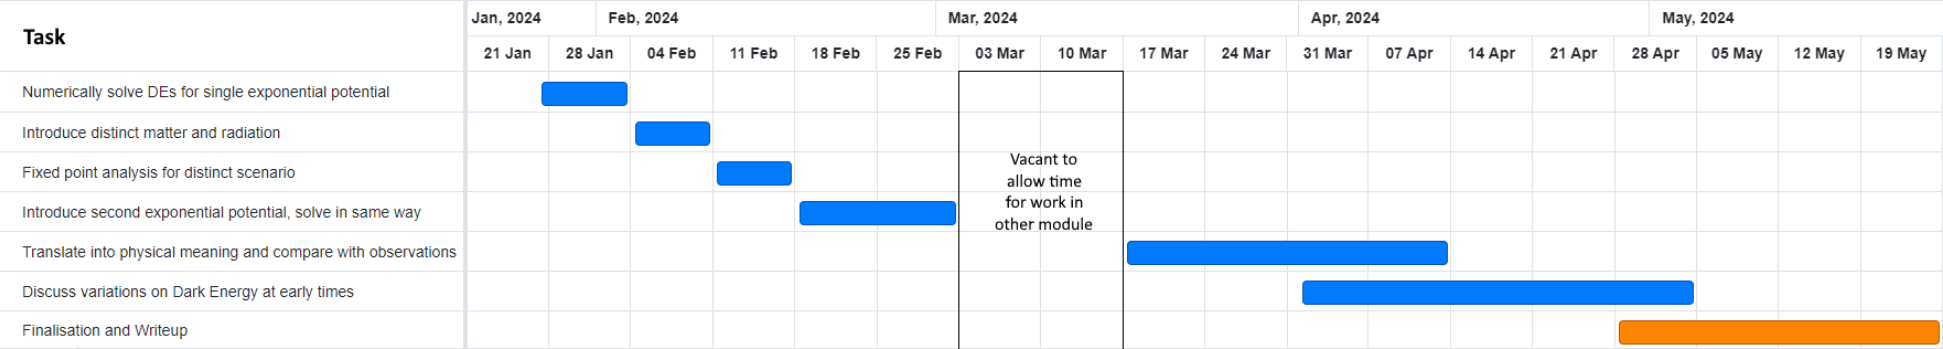 Jan, 2024 Feb, 2024 Mar, 2024 Apr, 2024 May, 2024
Task
21 Jan 28 Jan 04 Feb 11 Feb 18 Feb 25 Feb 03 Mar 10 Mar 17 Mar 24 Mar 31 Mar 07 Apr 14 Apr 21 Apr 28 Apr 05 May 12 May 19 May
Numerically solve DEs for single exponential potential
Introduce distinct matter and radiation
Fixed point analysis for distinct scenario
Introduce second exponential potential, solve in same way
Translate into physical meaning and compare with observations
Discuss variations on Dark Energy at early times
Finalisation and Writeup
Vacant to
allow time
for work in
other module